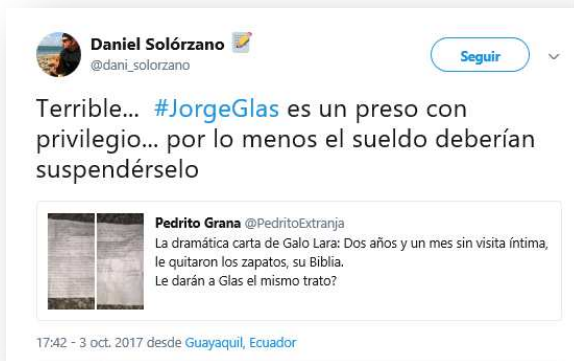 Daniel Solórzano
@dani_solorzano
Seguir
Terrible... #JorgeGlas es un preso con
privilegio... por lo menos el sueldo deberían
suspendérselo
Pedrito Grana @PedritoExtranja
La dramática carta de Galo Lara: Dos años y un mes sin visita íntima,
le quitaron los zapatos, su Biblia.
Le darán a Glas el mismo trato?
17:42 - 3 oct. 2017 desde Guayaquil, Ecuador